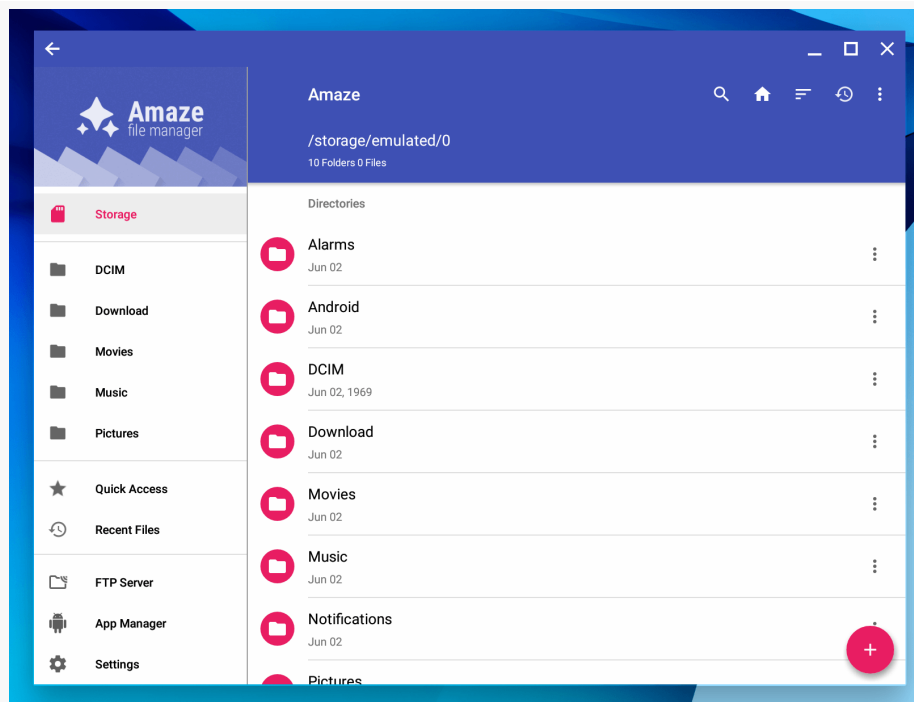 Amaze
file manager
Storage
DCIM
Download
Movies
Music
Pictures
Quick Access
Recent Files
FTP Server
App Manager
Settings
Amaze
/storage/emulated/0
10 Folders 0 Files
Directories
Alarms
Jun 02
Android
Jun 02
DCIM
Jun 02, 1969
Download
Jun 02
Movies
Jun 02
Music
Jun 02
Notifications
Jun 02
Pictures